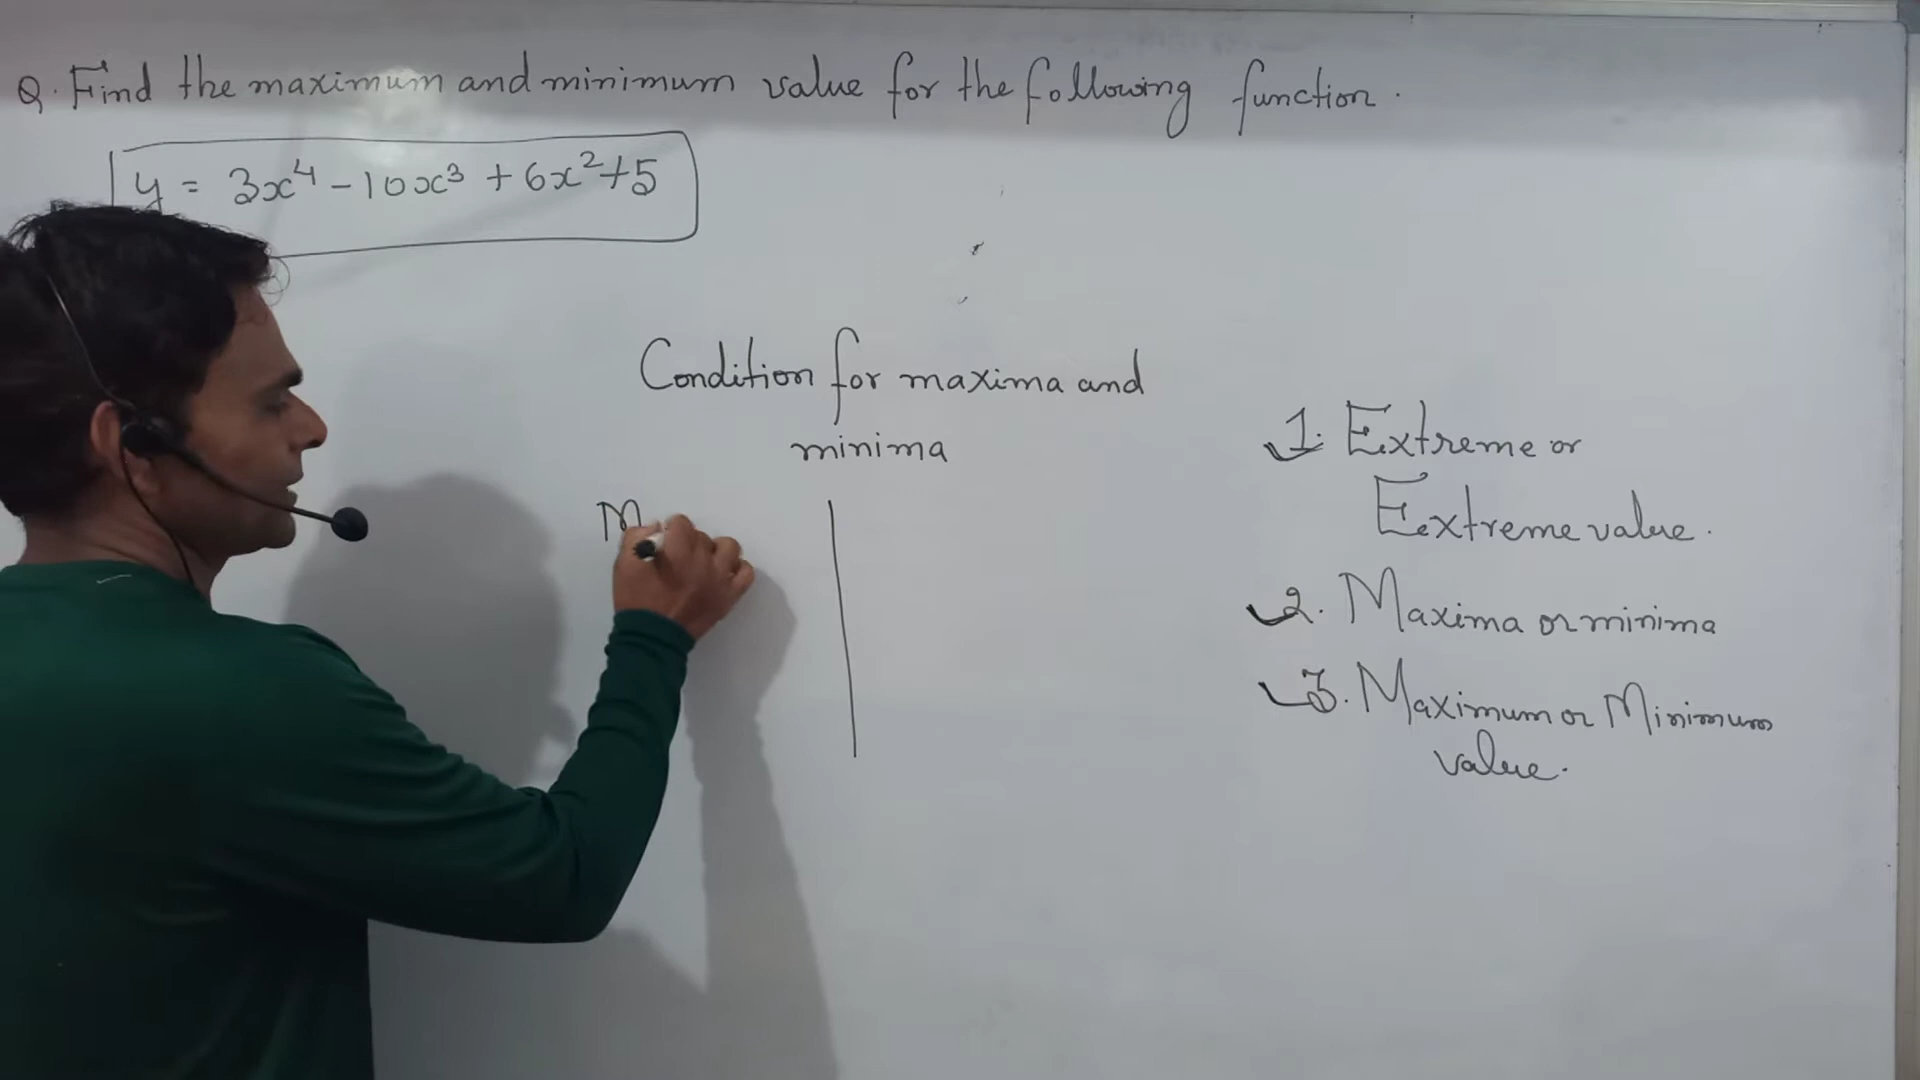 Q. Find the maximum and minimum value for the following function.
y = 3x⁴ - 10x³ + 6x² + 5
Condition for maxima and
minima
M
1. Extreme or
Extreme value.
2. Maxima or minima
3. Maximum or Minimum
value.